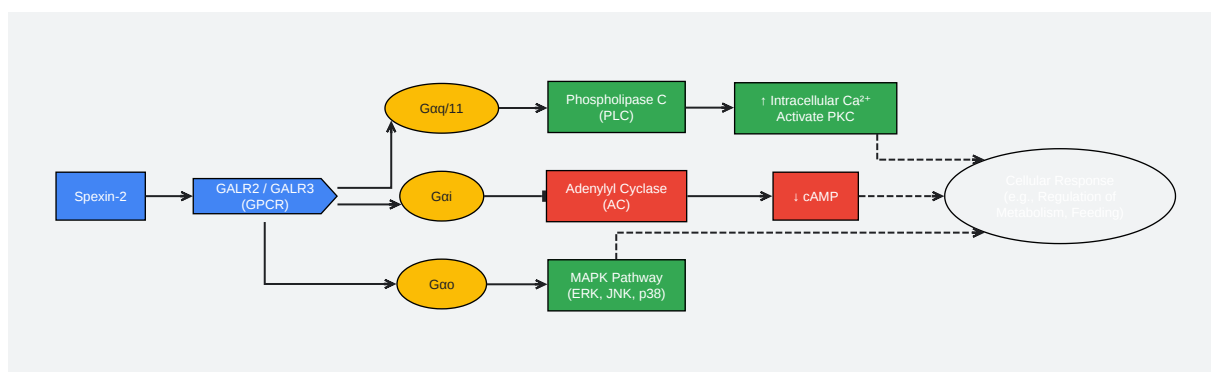 Spexin-2
GALR2 / GALR3
(GPCR)
Gαq/11
Gαi
Gαo
Phospholipase C
(PLC)
Adenylyl Cyclase
(AC)
MAPK Pathway
(ERK, JNK, p38)
↑ Intracellular Ca²⁺
Activate PKC
↓ cAMP
Cellular Response
(e.g., Regulation of
Metabolism, Feeding)